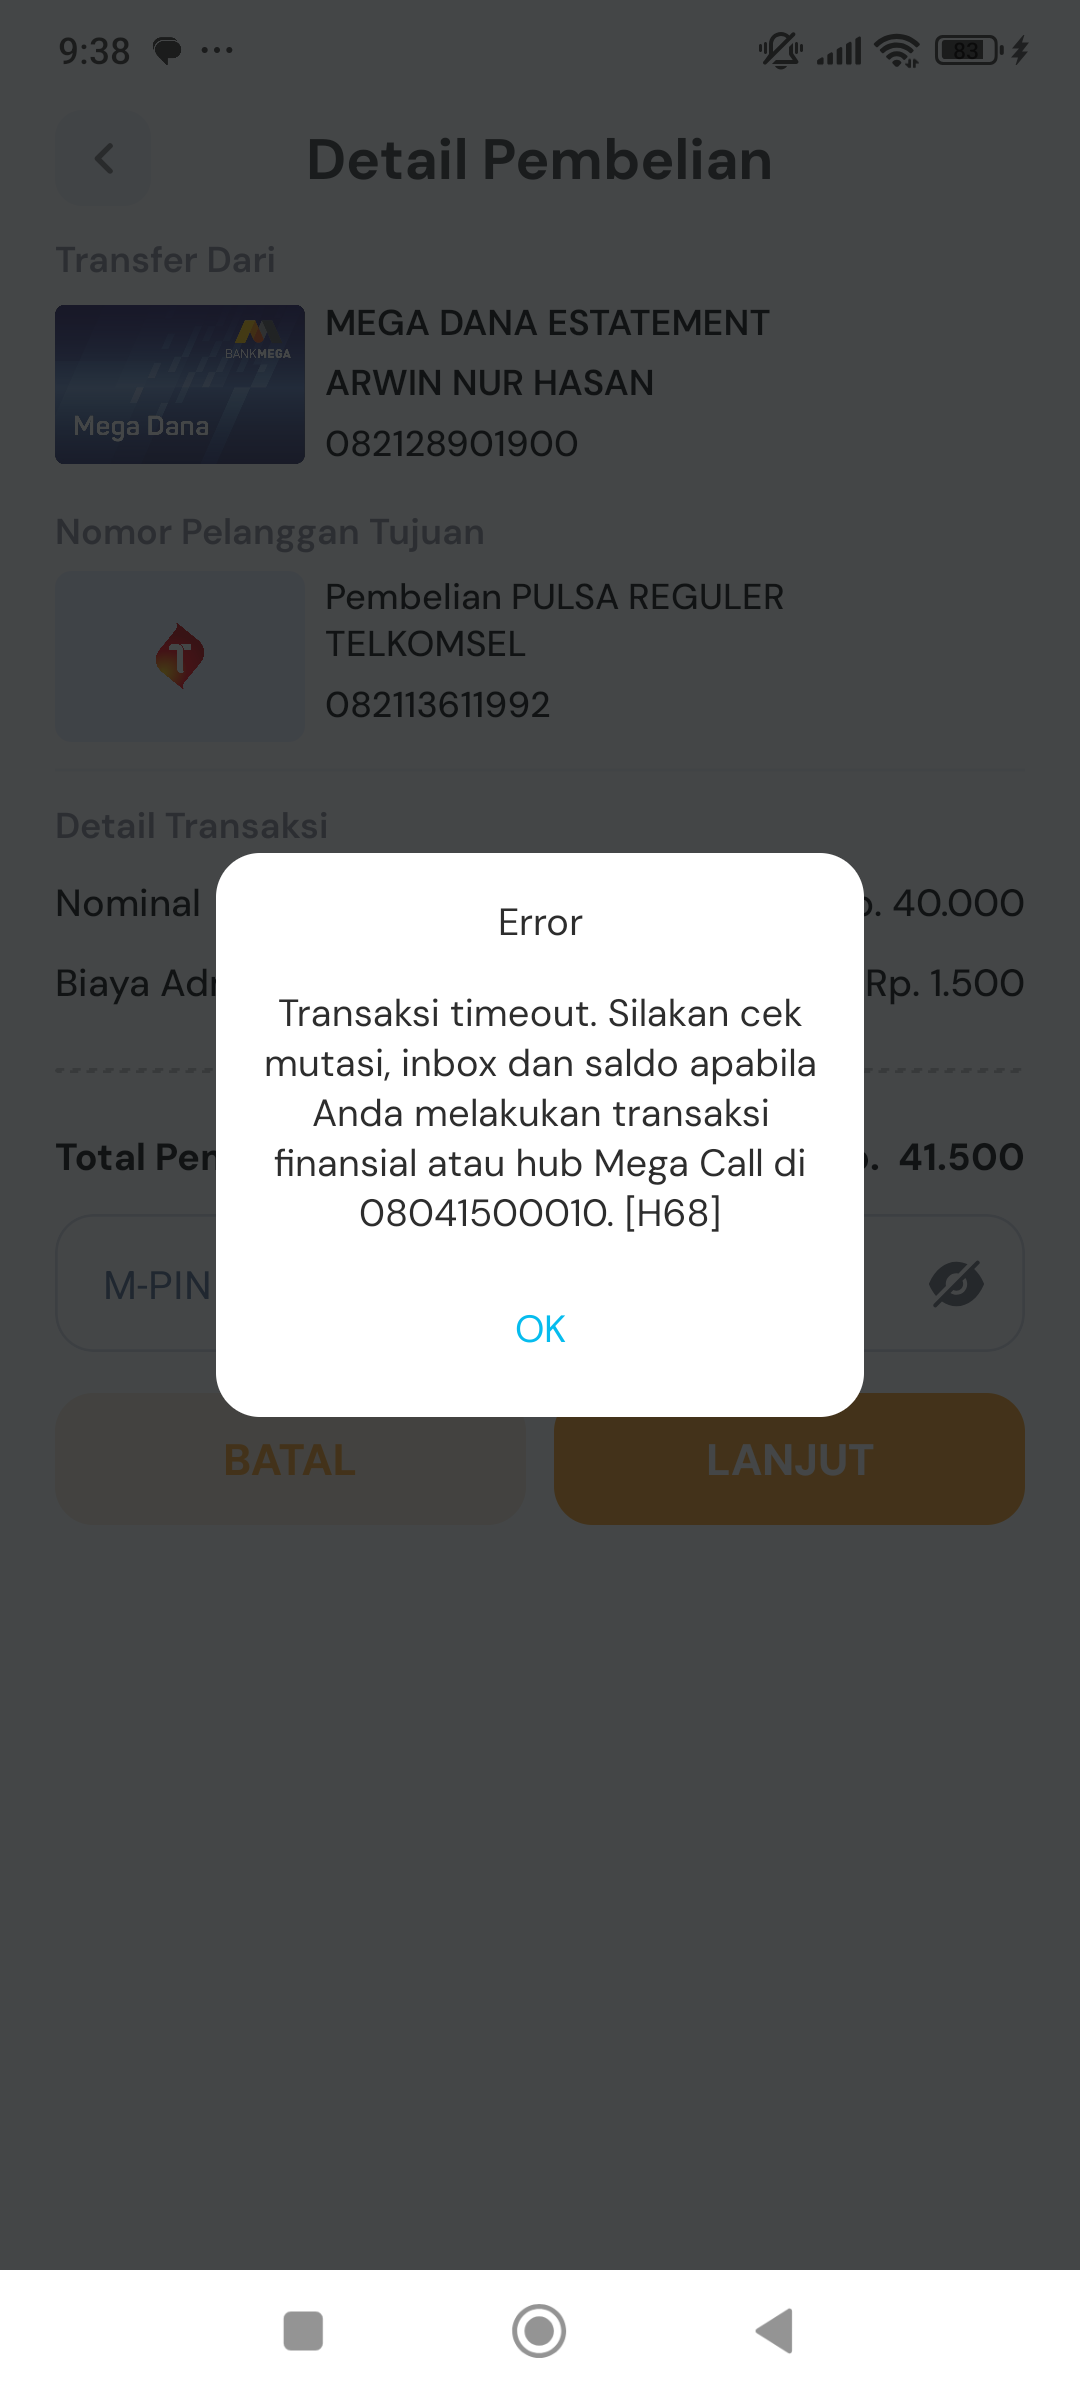 9:38
83
Detail Pembelian
Transfer Dari
BANKMEGA
Mega Dana
MEGA DANA ESTATEMENT
ARWIN NUR HASAN
082128901900
Nomor Pelanggan Tujuan
Pembelian PULSA REGULER
TELKOMSEL
082113611992
Detail Transaksi
Nominal
40.000
Biaya
Rp. 1.500
Total
41.500
M-PIN
Error
Transaksi timeout. Silakan cek
mutasi, inbox dan saldo apabila
Anda melakukan transaksi
finansial atau hub Mega Call di
08041500010. [H68]
OK
BATAL
LANJUT